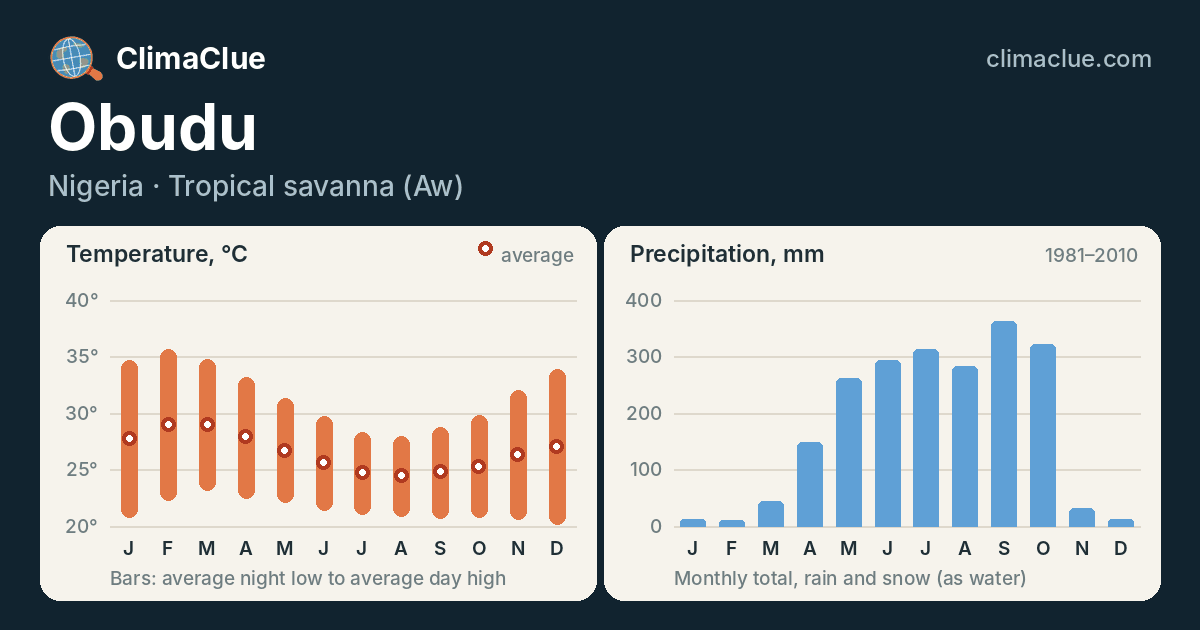 ClimaClue
climaclue.com
Obudu
Nigeria · Tropical savanna (Aw)
Temperature, °C
average
40°
35°
30°
25°
20°
J F M A M J J A S O N D
Bars: average night low to average day high
Precipitation, mm
1981–2010
400
300
200
100
0
J F M A M J J A S O N D
Monthly total, rain and snow (as water)